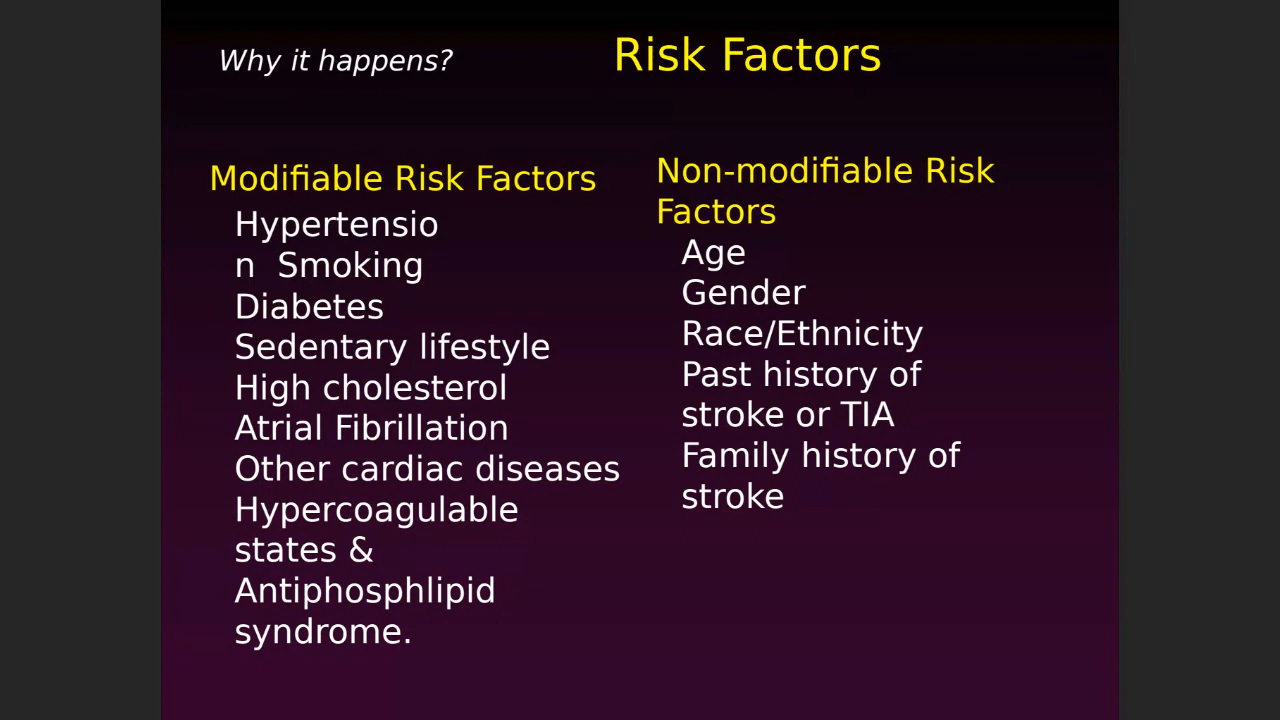 Why it happens?
Risk Factors
Modifiable Risk Factors
Hypertensio
n  Smoking
Diabetes
Sedentary lifestyle
High cholesterol
Atrial Fibrillation
Other cardiac diseases
Hypercoagulable
states &
Antiphosphlipid
syndrome.
Non-modifiable Risk
Factors
Age
Gender
Race/Ethnicity
Past history of
stroke or TIA
Family history of
stroke